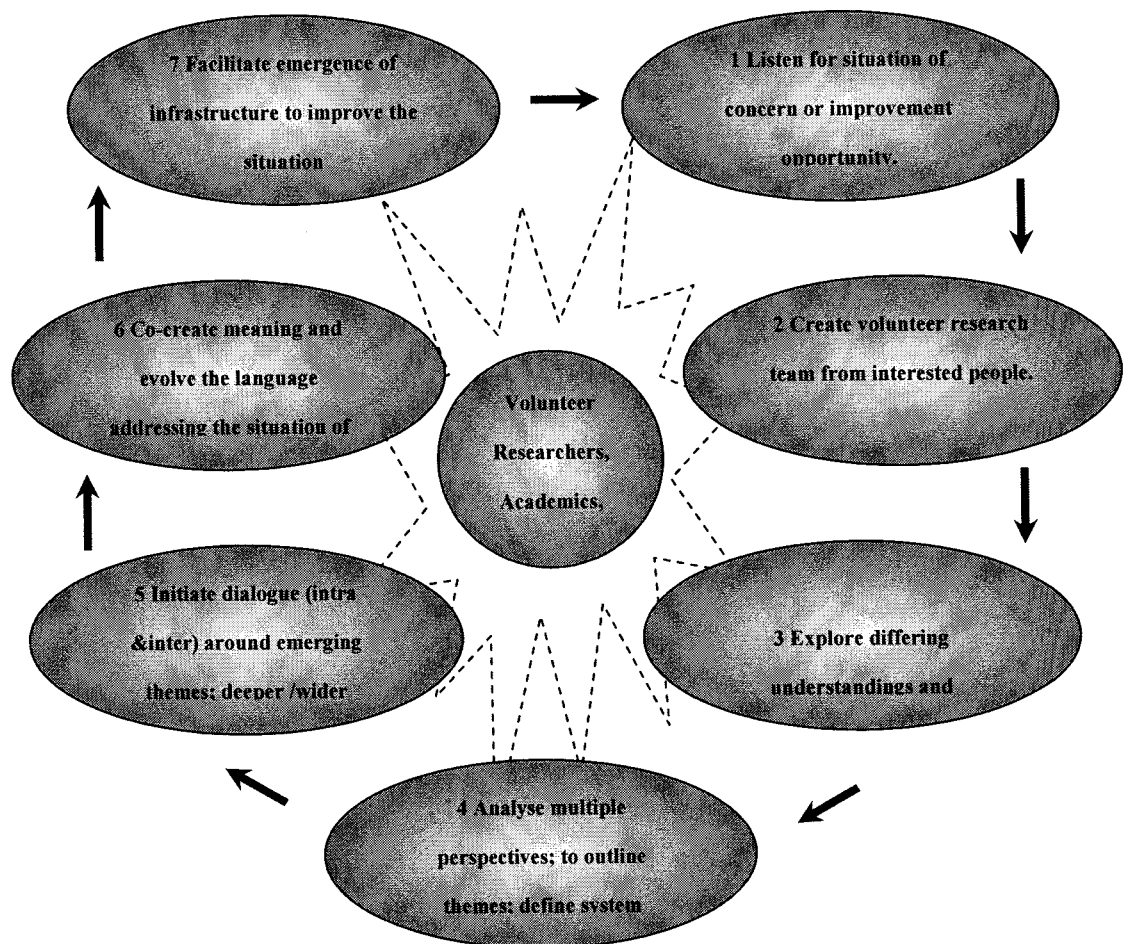 7 Facilitate emergence of
infrastructure to improve the
situation
1 Listen for situation of
concern or improvement
opportunity.
6 Co-create meaning and
evolve the language
addressing the situation of
2 Create volunteer research
team from interested people.
Volunteer
Researchers,
Academics,
5 Initiate dialogue (intra
&inter) around emerging
themes; deeper /wider
3 Explore differing
understandings and
4 Analyse multiple
perspectives; to outline
themes; define system